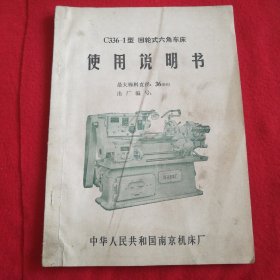 C336-1型 回轮式六角车床
使用说明书
最大棒料直径：36mm
出厂编号：
中华人民共和国南京机床厂